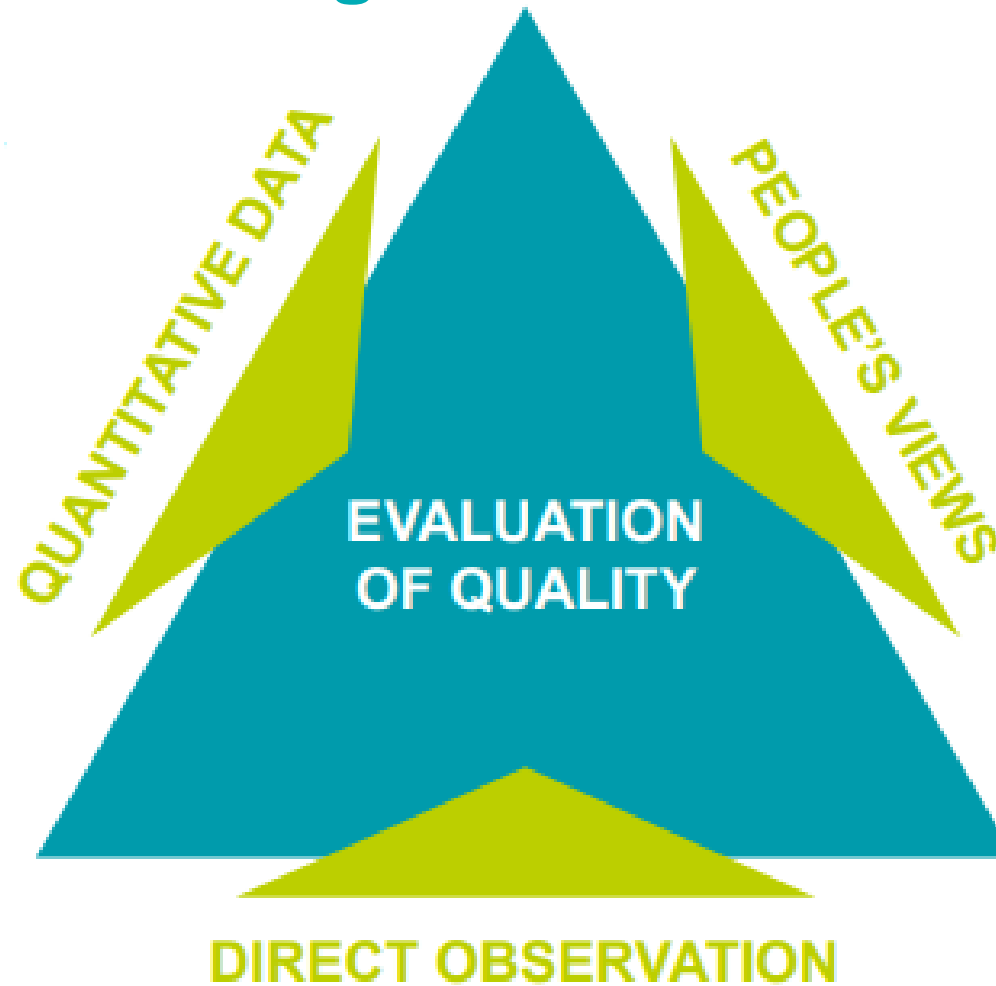 QUANTITATIVE DATA
PEOPLE'S VIEWS
EVALUATION
OF QUALITY
DIRECT OBSERVATION